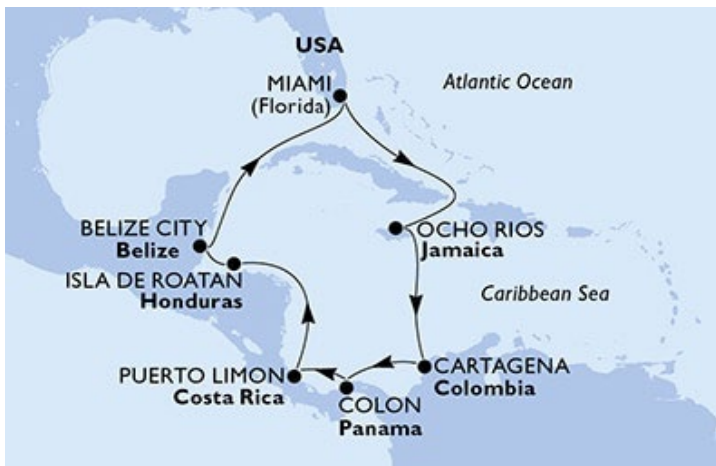 USA
MIAMI
(Florida)
Atlantic Ocean
BELIZE CITY
Belize
OCHO RIOS
Jamaica
ISLA DE ROATAN
Honduras
Caribbean Sea
PUERTO LIMON
Costa Rica
CARTAGENA
Colombia
COLON
Panama